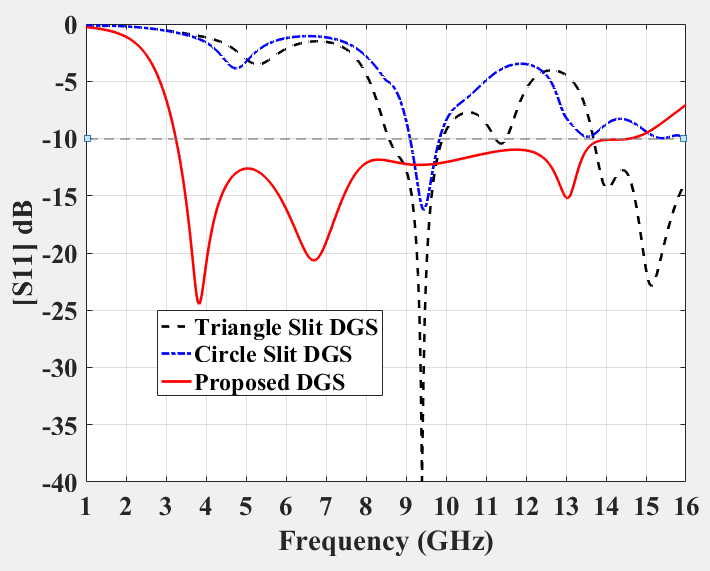 0
-5
-10
-15
-20
-25
-30
-35
-40
[S11] dB
Triangle Slit DGS
Circle Slit DGS
Proposed DGS
1 2 3 4 5 6 7 8 9 10 11 12 13 14 15 16
Frequency (GHz)